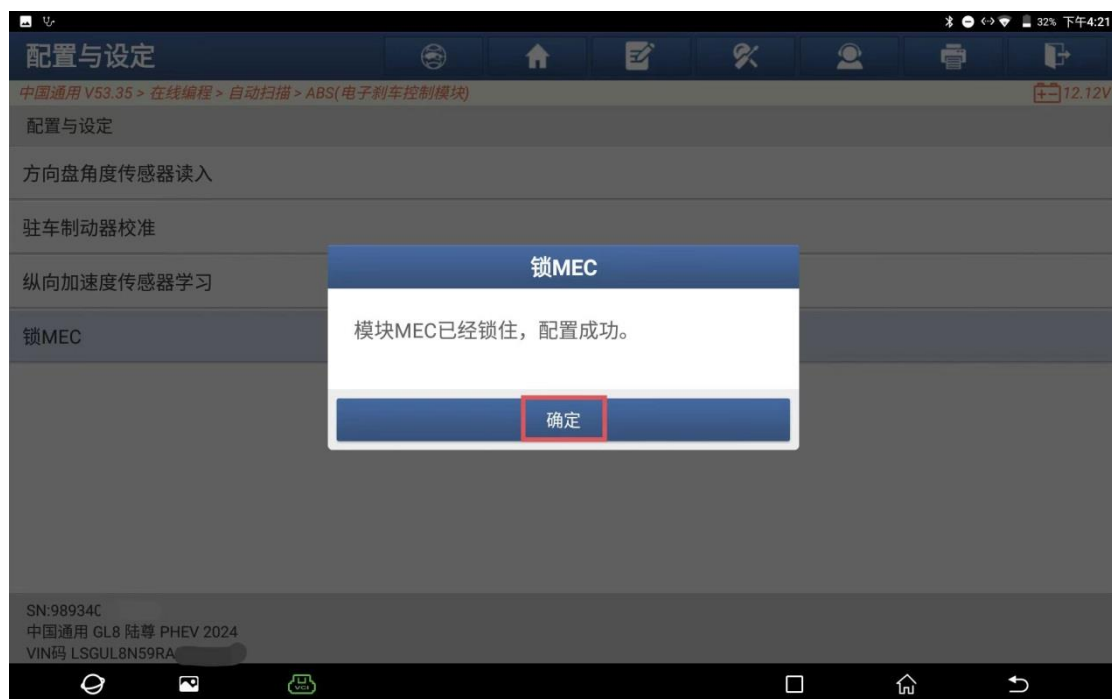 32% 下午4:21
配置与设定
中国通用 V53.35 > 在线编程 > 自动扫描 > ABS(电子刹车控制模块)
12.12V
配置与设定
方向盘角度传感器读入
驻车制动器校准
纵向加速度传感器学习
锁MEC
锁MEC
模块MEC已经锁住，配置成功。
确定
SN:98934C
中国通用 GL8 陆尊 PHEV 2024
VIN码 LSGUL8N59RA
VCI